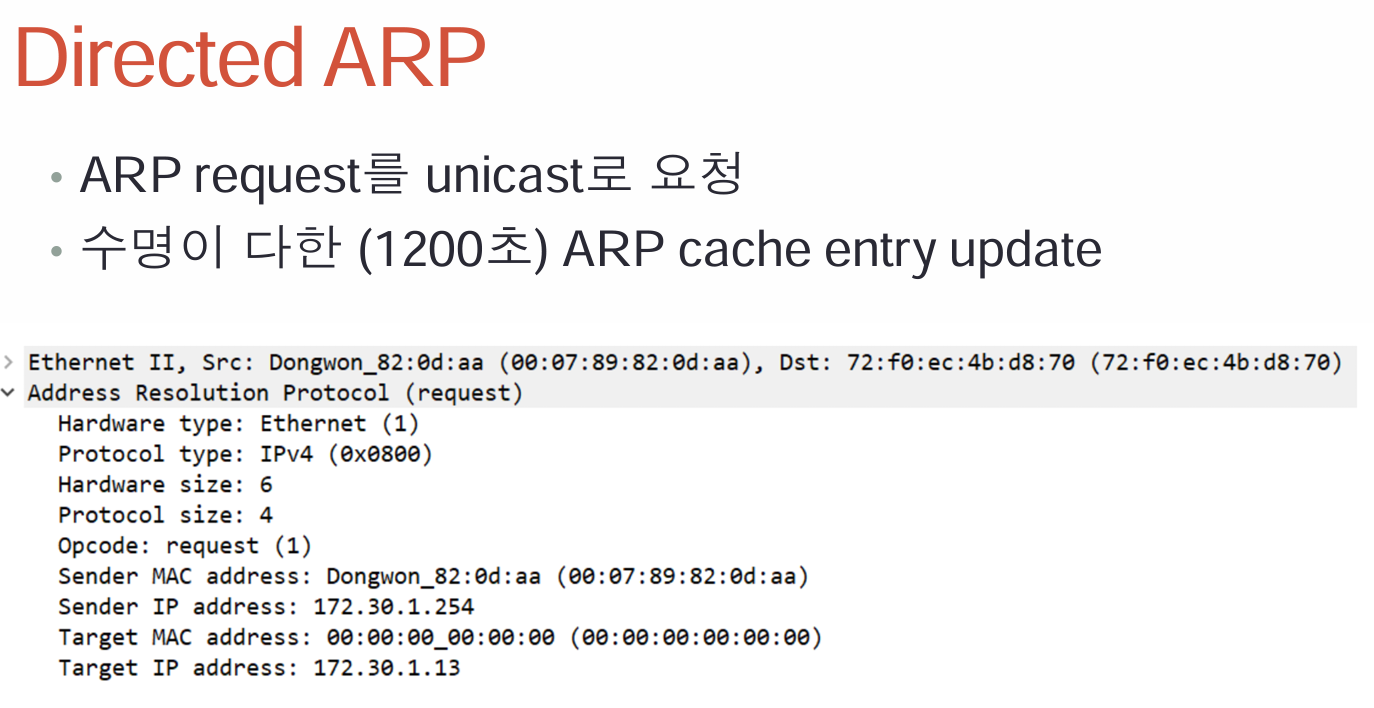 Directed ARP
• ARP request를 unicast로 요청
• 수명이 다한 (1200초) ARP cache entry update
Ethernet II, Src: Dongwon_82:0d:aa (00:07:89:82:0d:aa), Dst: 72:f0:ec:4b:d8:70 (72:f0:ec:4b:d8:70)
Address Resolution Protocol (request)
Hardware type: Ethernet (1)
Protocol type: IPv4 (0x0800)
Hardware size: 6
Protocol size: 4
Opcode: request (1)
Sender MAC address: Dongwon_82:0d:aa (00:07:89:82:0d:aa)
Sender IP address: 172.30.1.254
Target MAC address: 00:00:00_00:00:00 (00:00:00:00:00:00)
Target IP address: 172.30.1.13